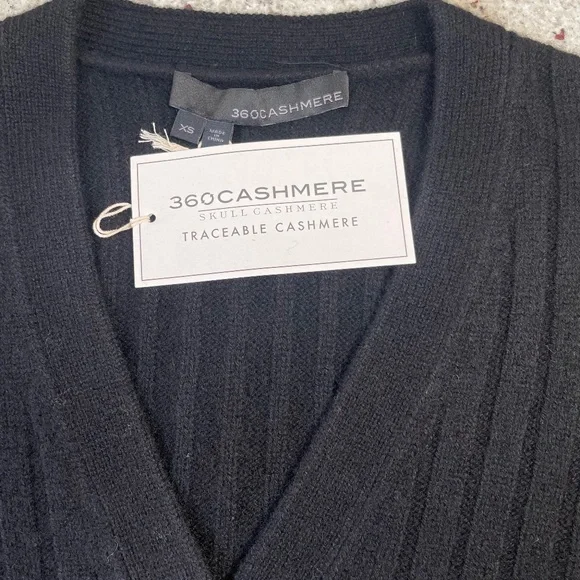 360CASHMERE
XS
MADE
IN
CHINA
360CASHMERE
SKULL CASHMERE
TRACEABLE CASHMERE